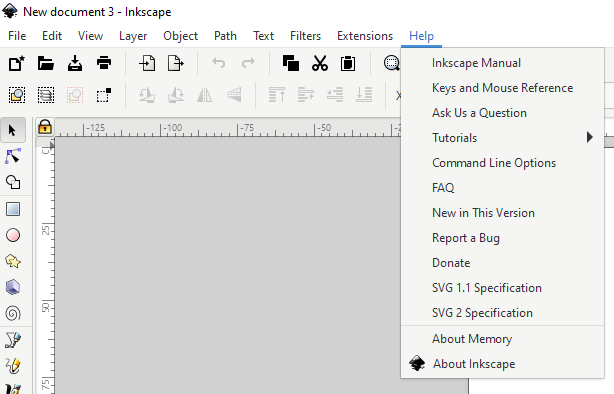 New document 3 - Inkscape
File Edit View Layer Object Path Text Filters Extensions Help
Inkscape Manual
Keys and Mouse Reference
Ask Us a Question
Tutorials
Command Line Options
FAQ
New in This Version
Report a Bug
Donate
SVG 1.1 Specification
SVG 2 Specification
About Memory
About Inkscape
-125 -100 -75 -50
25
50
75